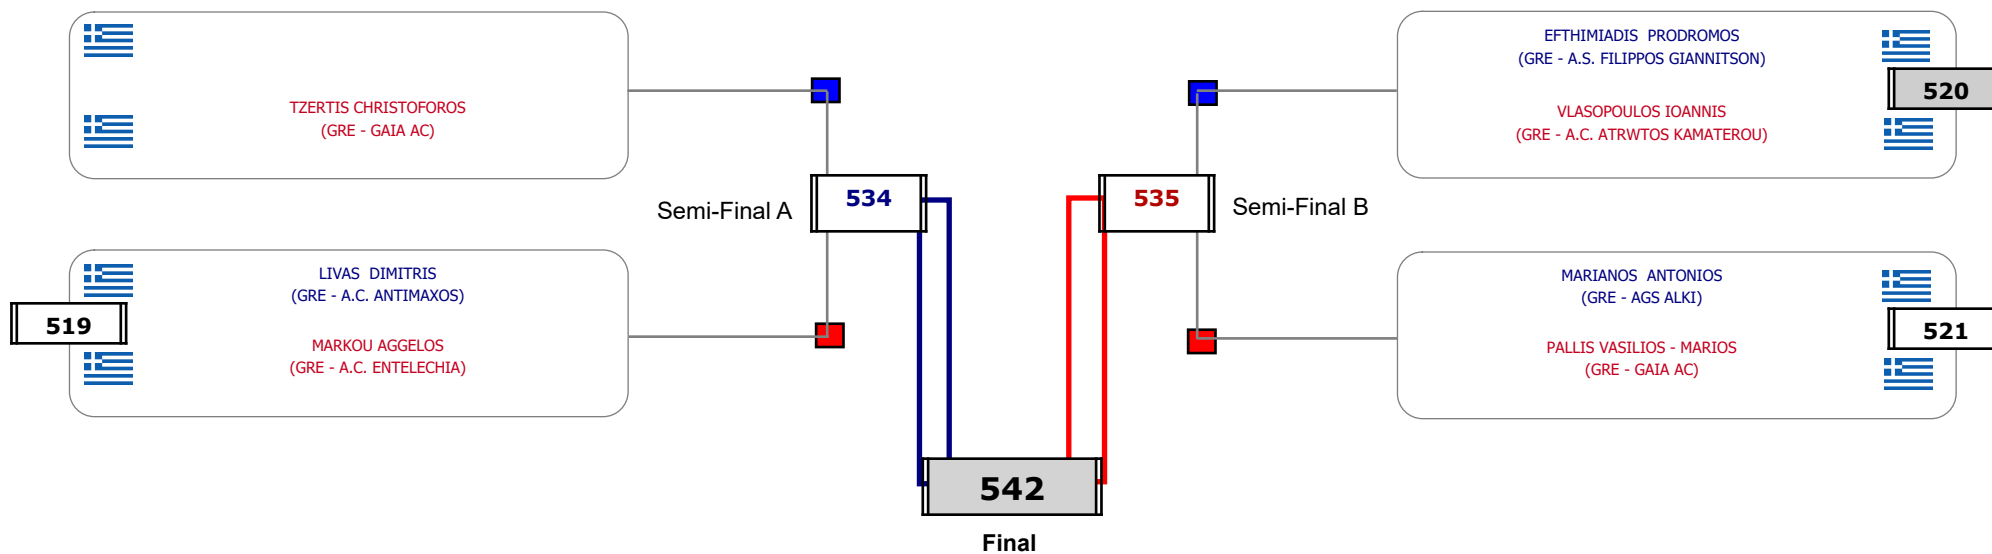 TZERTIS CHRISTOFOROS
(GRE - GAIA AC)
EFTHIMIADIS PRODROMOS
(GRE - A.S. FILIPPOS GIANNITSON)
520
VLASOPOULOS IOANNIS
(GRE - A.C. ATRWTOS KAMATEROU)
Semi-Final A
534
535
Semi-Final B
LIVAS DIMITRIS
(GRE - A.C. ANTIMAXOS)
519
MARKOU AGGELOS
(GRE - A.C. ENTELECHIA)
MARIANOS ANTONIOS
(GRE - AGS ALKI)
521
PALLIS VASILIOS - MARIOS
(GRE - GAIA AC)
542
Final